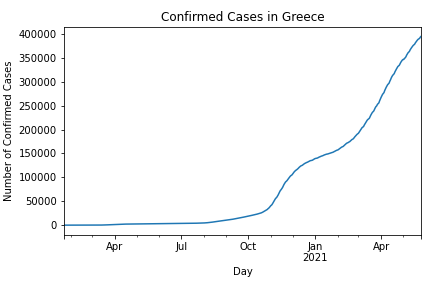 Confirmed Cases in Greece
Number of Confirmed Cases
400000
350000
300000
250000
200000
150000
100000
50000
0
Apr
Jul
Oct
Jan
2021
Apr
Day